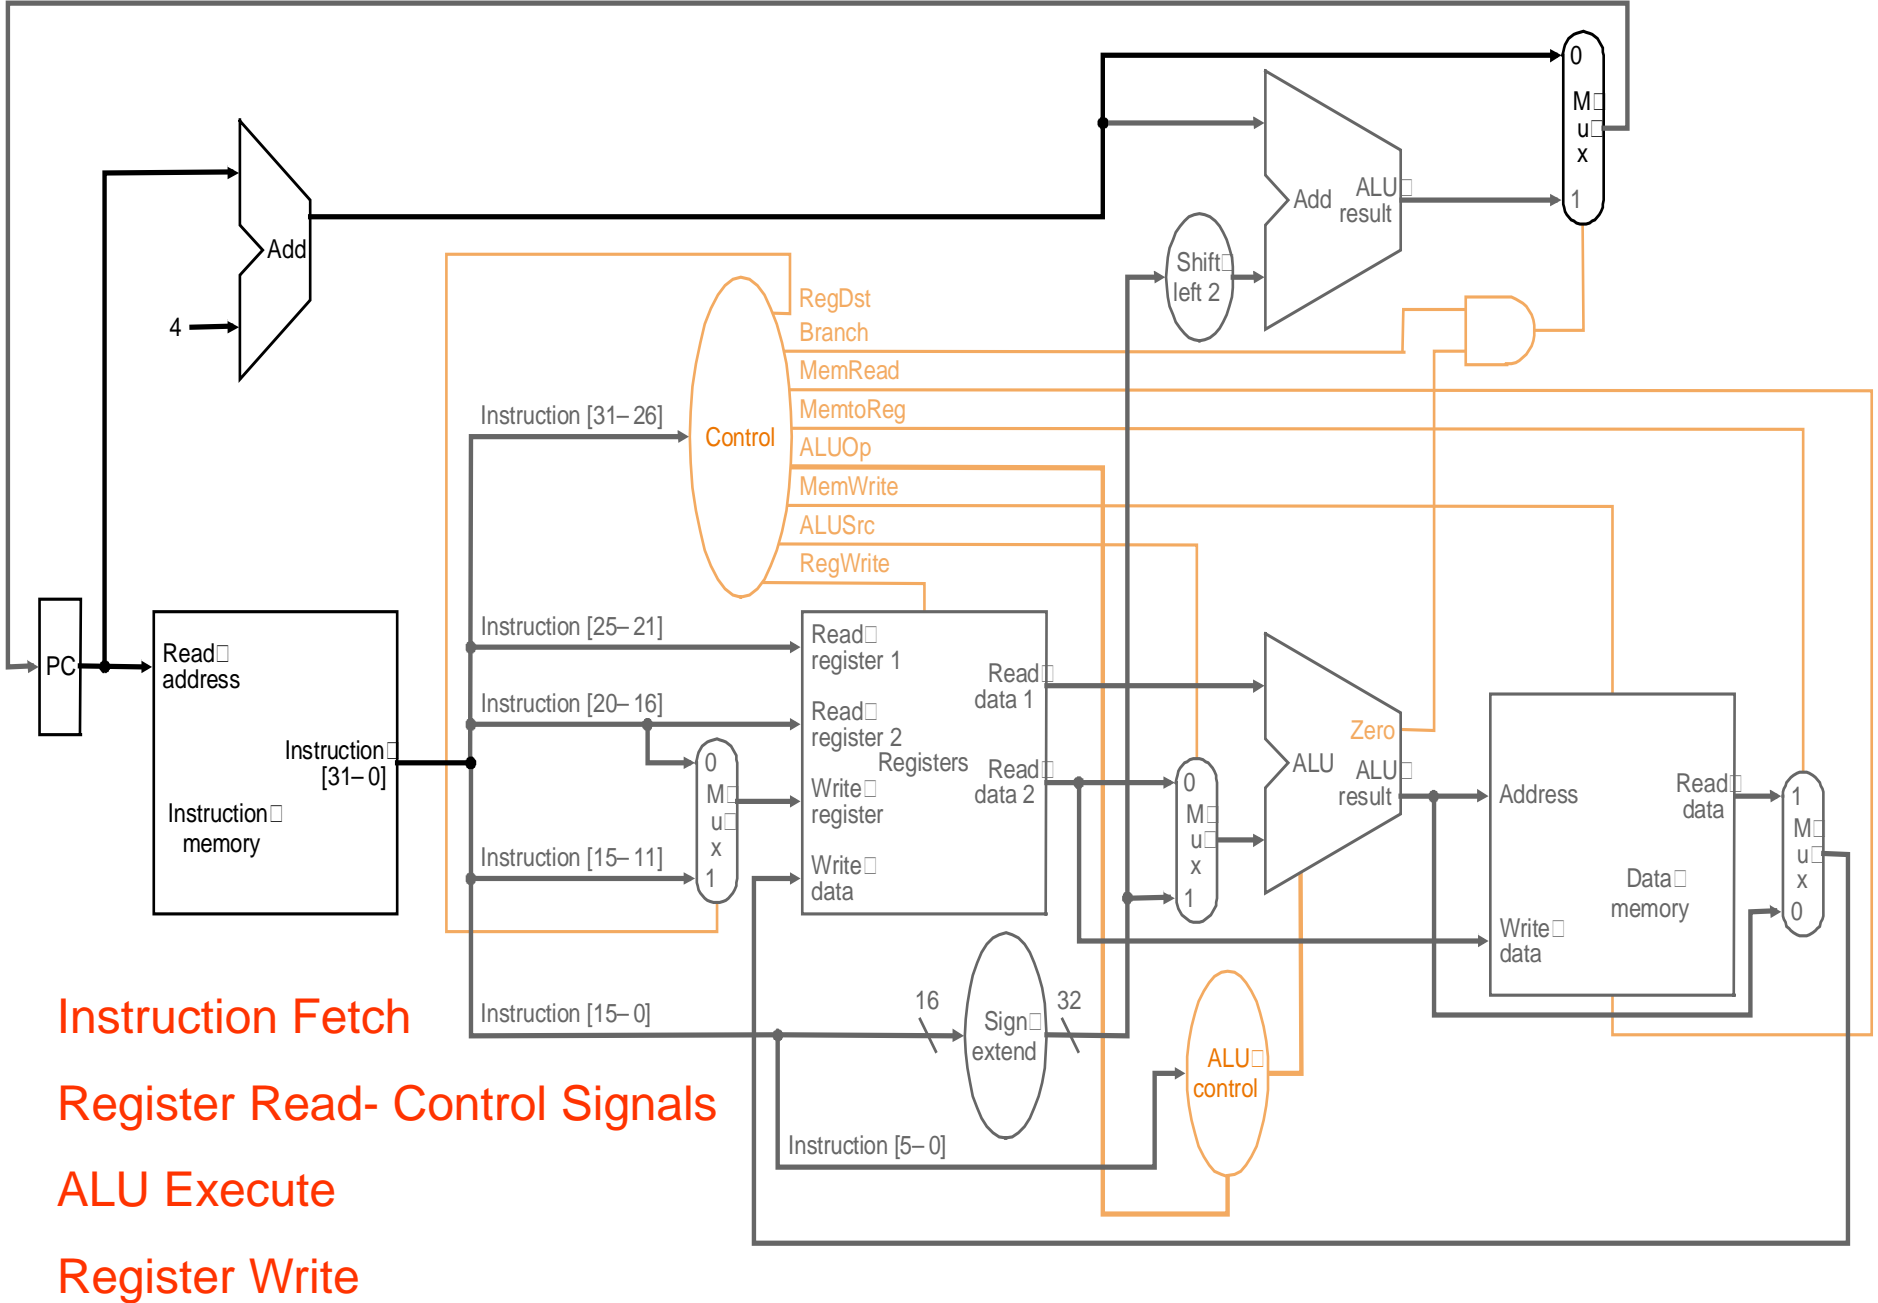 0
M
u
x
1
Add
ALU
result
Shift
left 2
Add
4
RegDst
Branch
MemRead
MemtoReg
ALUOp
MemWrite
ALUSrc
RegWrite
Control
Instruction [31–26]
Instruction [25–21]
Instruction [20–16]
Instruction [15–11]
Instruction [15–0]
Instruction [5–0]
PC
Read
address
Instruction
[31–0]
Instruction
memory
0
M
u
x
1
Read
register 1
Read
register 2
Write
register
Write
data
Registers
Read
data 1
Read
data 2
0
M
u
x
1
Zero
ALU
ALU
result
Address
Write
data
Read
data
Data
memory
1
M
u
x
0
16
Sign
extend
32
ALU
control
Instruction Fetch
Register Read- Control Signals
ALU Execute
Register Write